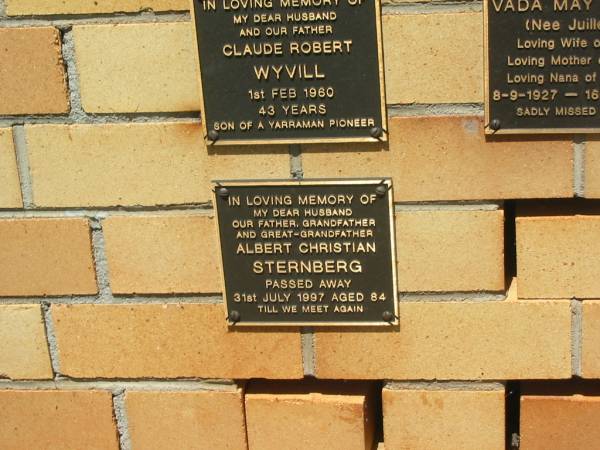 IN LOVING MEMORY OF
MY DEAR HUSBAND
AND OUR FATHER
CLAUDE ROBERT
WYVILL
1st FEB 1960
43 YEARS
SON OF A YARRAMAN PIONEER
VADA MAY
(Nee Juille
Loving Wife o
Loving Mother
Loving Nana of
8-9-1927 — 16
SADLY MISSED
IN LOVING MEMORY OF
MY DEAR HUSBAND
OUR FATHER, GRANDFATHER
AND GREAT-GRANDFATHER
ALBERT CHRISTIAN
STERNBERG
PASSED AWAY
31st JULY 1997 AGED 84
TILL WE MEET AGAIN